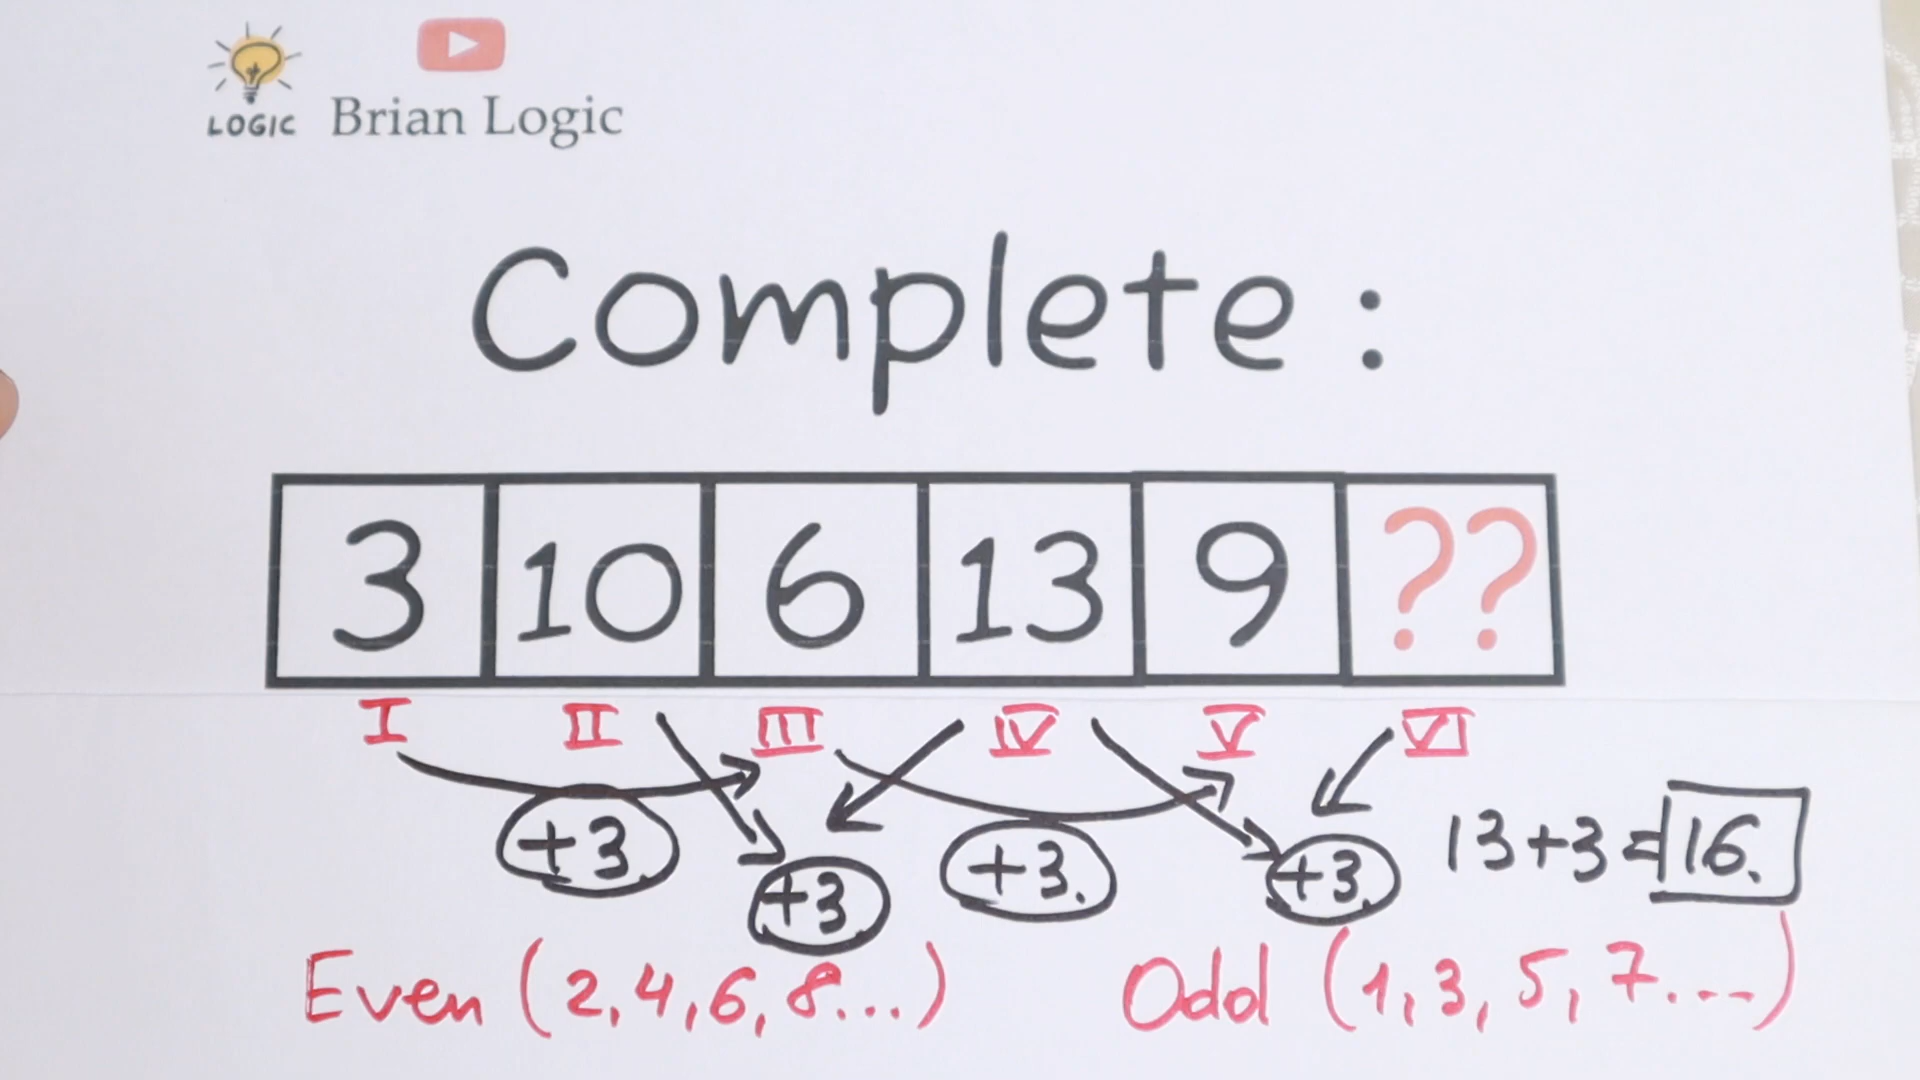 LOGIC Brian Logic
Complete :
3 10 6 13 9 ??
I II III IV V VI
+3 +3 +3. +3. 13+3=16.
Even (2,4,6,8...) Odd (1,3,5,7...)